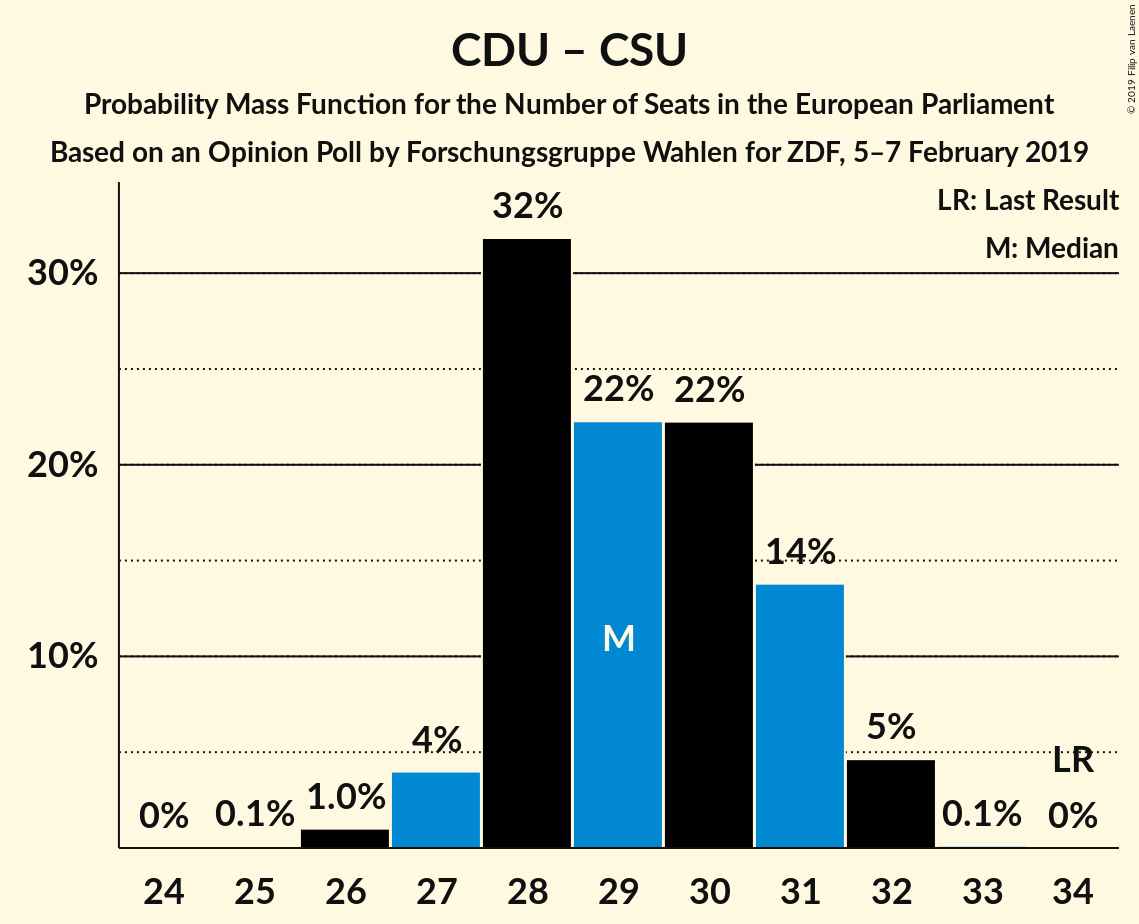 CDU – CSU
Probability Mass Function for the Number of Seats in the European Parliament
Based on an Opinion Poll by Forschungsgruppe Wahlen for ZDF, 5–7 February 2019
© 2019 Filip van Laenen
LR: Last Result
M: Median
30%
20%
10%
0%
0.1%
1.0%
4%
32%
22%
22%
14%
5%
0.1%
0%
LR
M
24 25 26 27 28 29 30 31 32 33 34